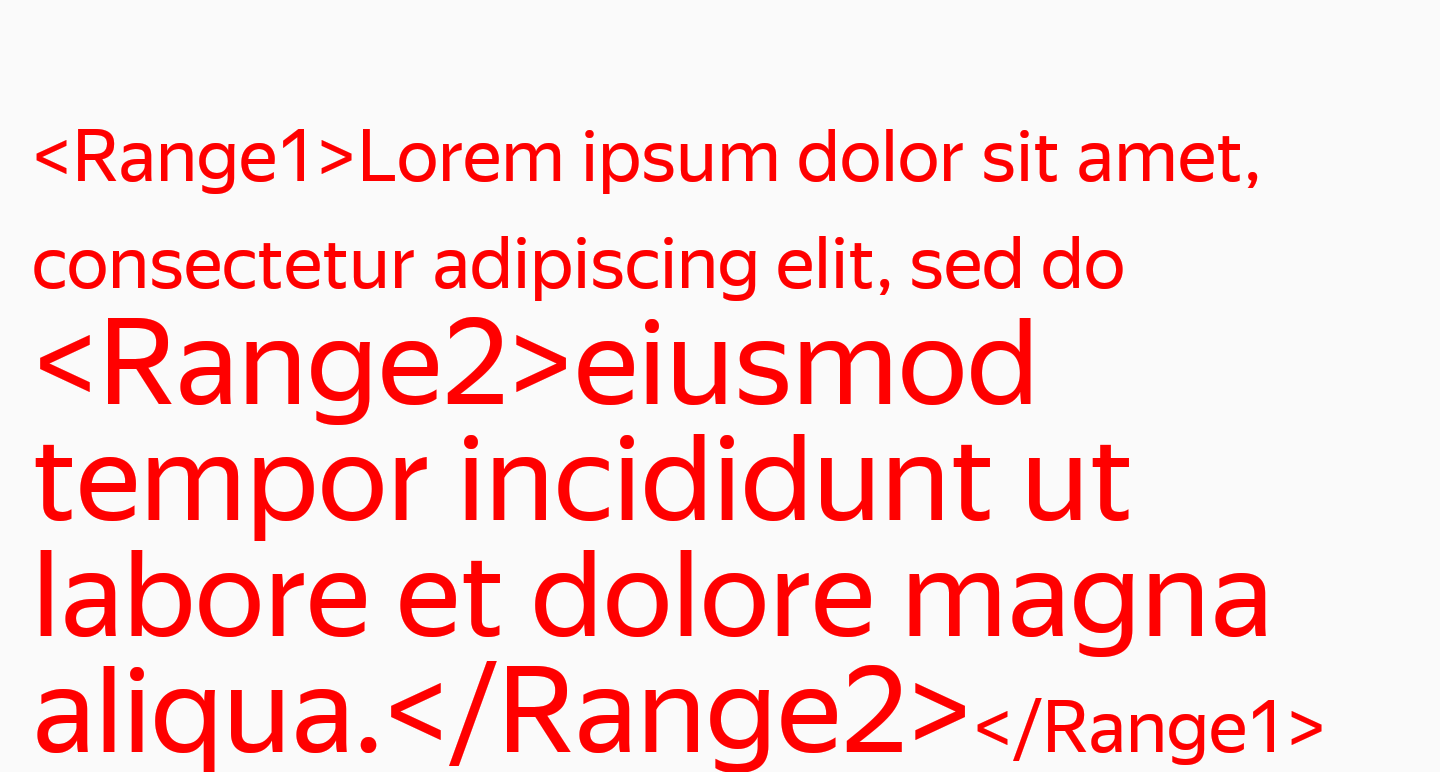 <Range1>Lorem ipsum dolor sit amet,
consectetur adipiscing elit, sed do
<Range2>eiusmod
tempor incididunt ut
labore et dolore magna
aliqua.</Range2></Range1>